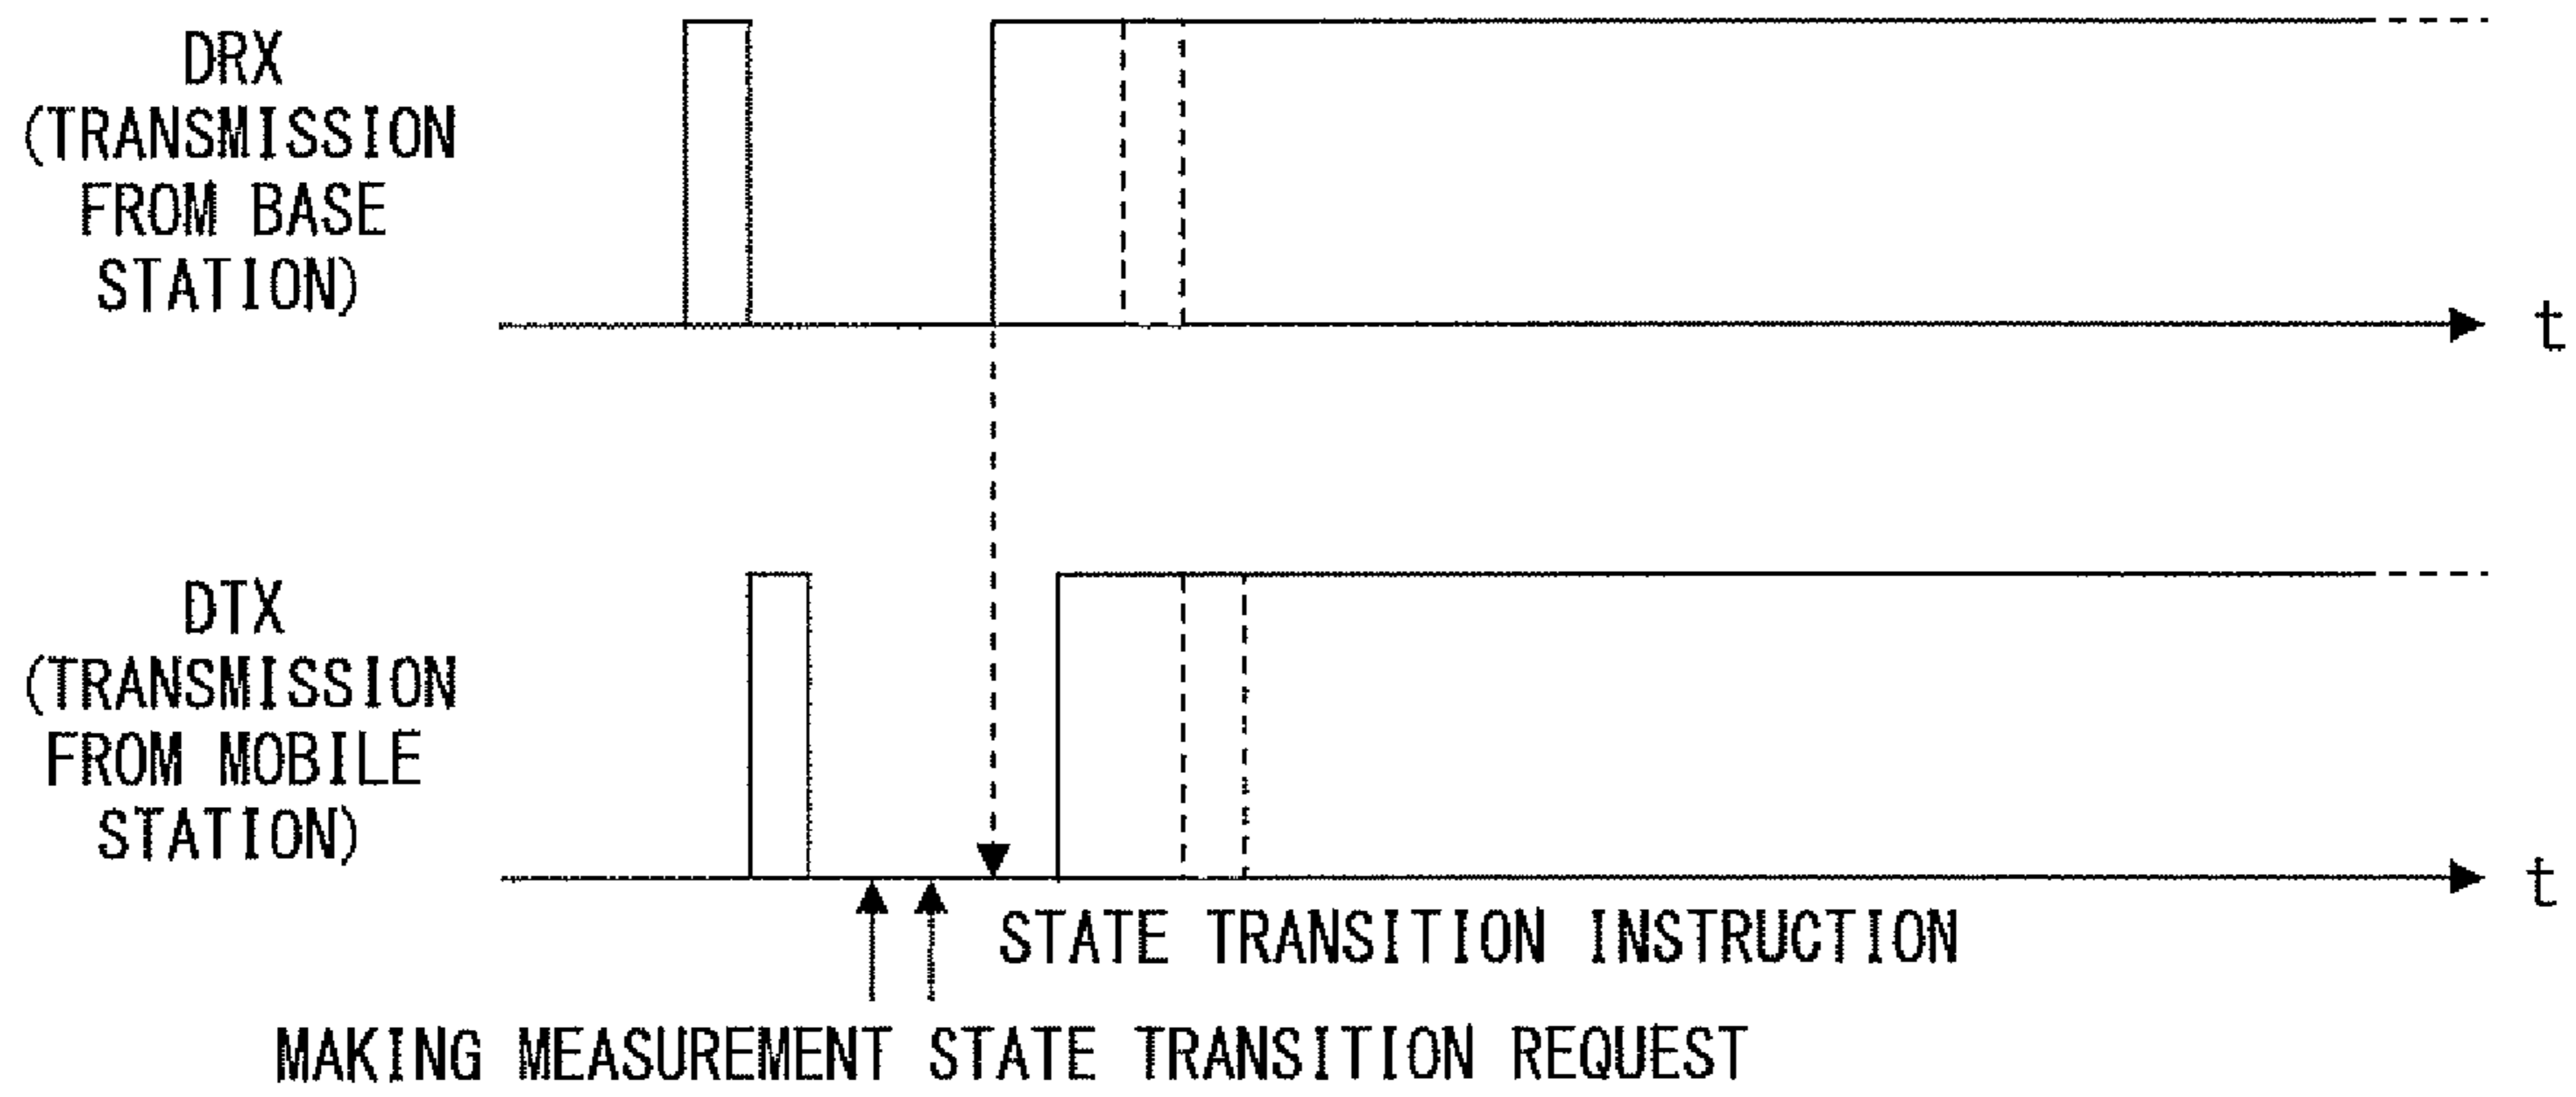 DRX
(TRANSMISSION
FROM BASE
STATION)
t
DTX
(TRANSMISSION
FROM MOBILE
STATION)
t
STATE TRANSITION INSTRUCTION
MAKING MEASUREMENT STATE TRANSITION REQUEST